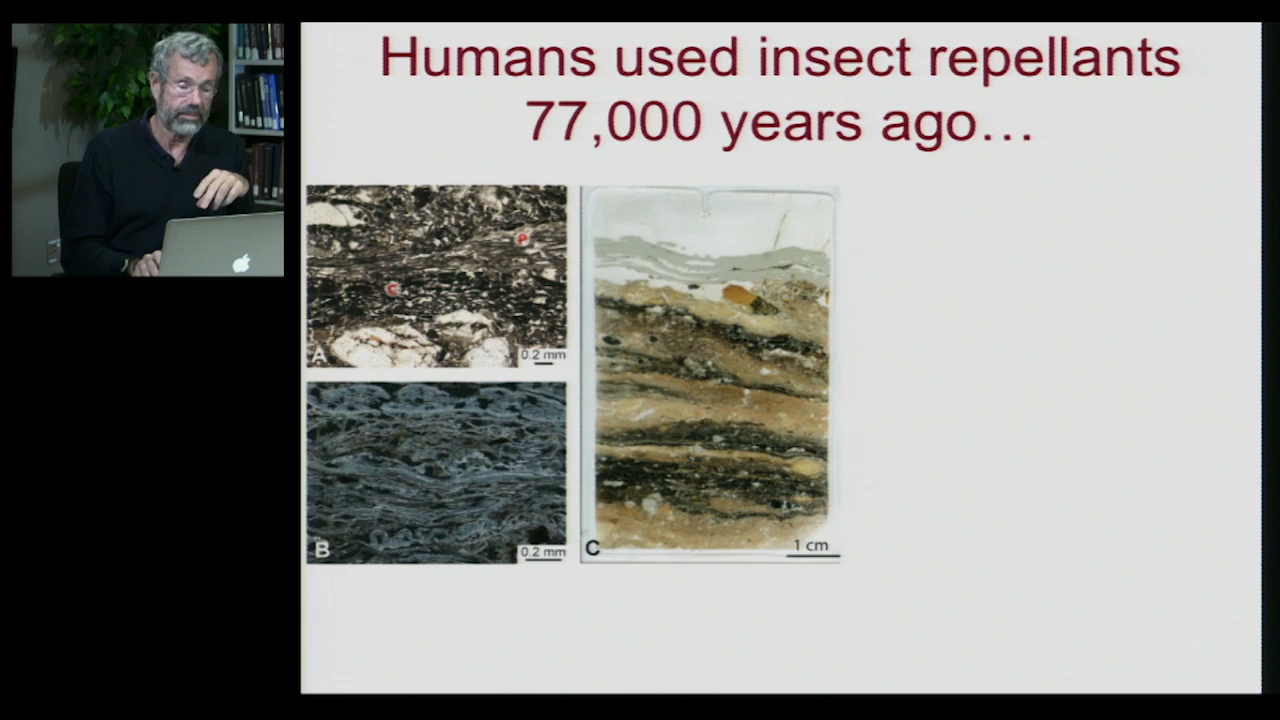 Humans used insect repellants
77,000 years ago…
P
C
A
0.2 mm
B
0.2 mm
C
1 cm